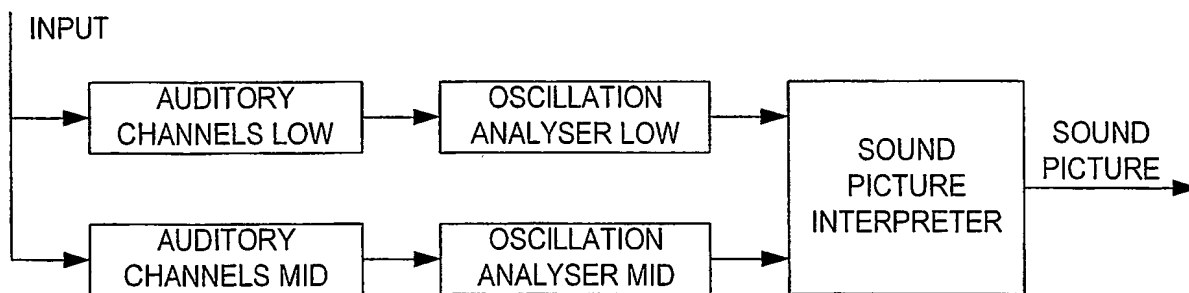 INPUT
AUDITORY
CHANNELS LOW
OSCILLATION
ANALYSER LOW
AUDITORY
CHANNELS MID
OSCILLATION
ANALYSER MID
SOUND
PICTURE
INTERPRETER
SOUND
PICTURE